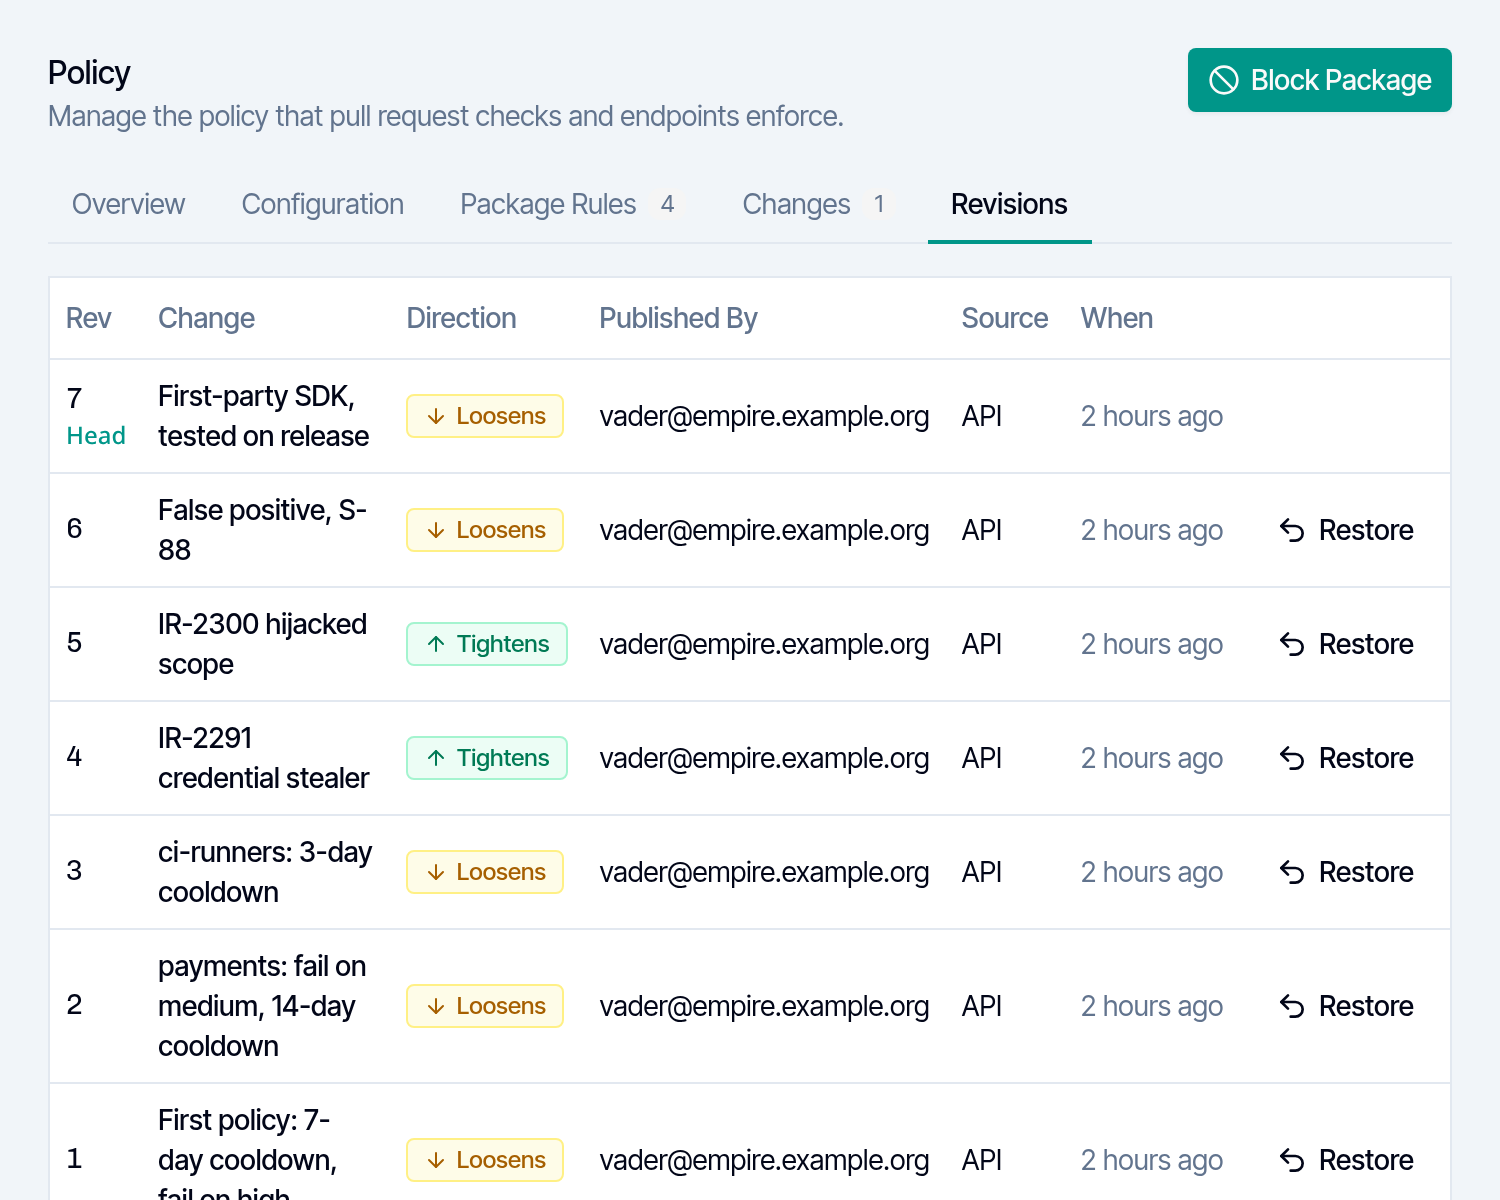 Policy
Block Package
Manage the policy that pull request checks and endpoints enforce.
Overview Configuration Package Rules 4 Changes 1 Revisions
Rev Change Direction Published By Source When
7
Head
First-party SDK,
tested on release
Loosens vader@empire.example.org API 2 hours ago
6
False positive, S-
88
Loosens vader@empire.example.org API 2 hours ago Restore
5
IR-2300 hijacked
scope
Tightens vader@empire.example.org API 2 hours ago Restore
4
IR-2291
credential stealer
Tightens vader@empire.example.org API 2 hours ago Restore
3
ci-runners: 3-day
cooldown
Loosens vader@empire.example.org API 2 hours ago Restore
2
payments: fail on
medium, 14-day
cooldown
Loosens vader@empire.example.org API 2 hours ago Restore
1
First policy: 7-
day cooldown,
fail on high
Loosens vader@empire.example.org API 2 hours ago Restore